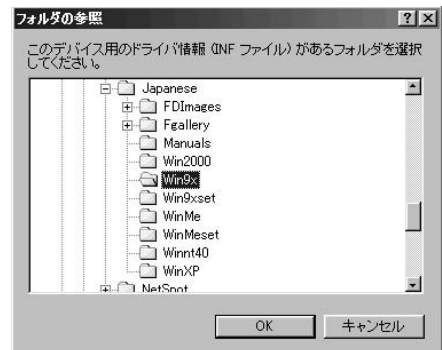 フォルダの参照
このデバイス用のドライバ情報 (INF ファイル) があるフォルダを選択
してください。
Japanese
FDImages
Fgallery
Manuals
Win2000
Win9x
Win9xset
WinMe
WinMeset
Winnt40
WinXP
NetSpot
OK
キャンセル